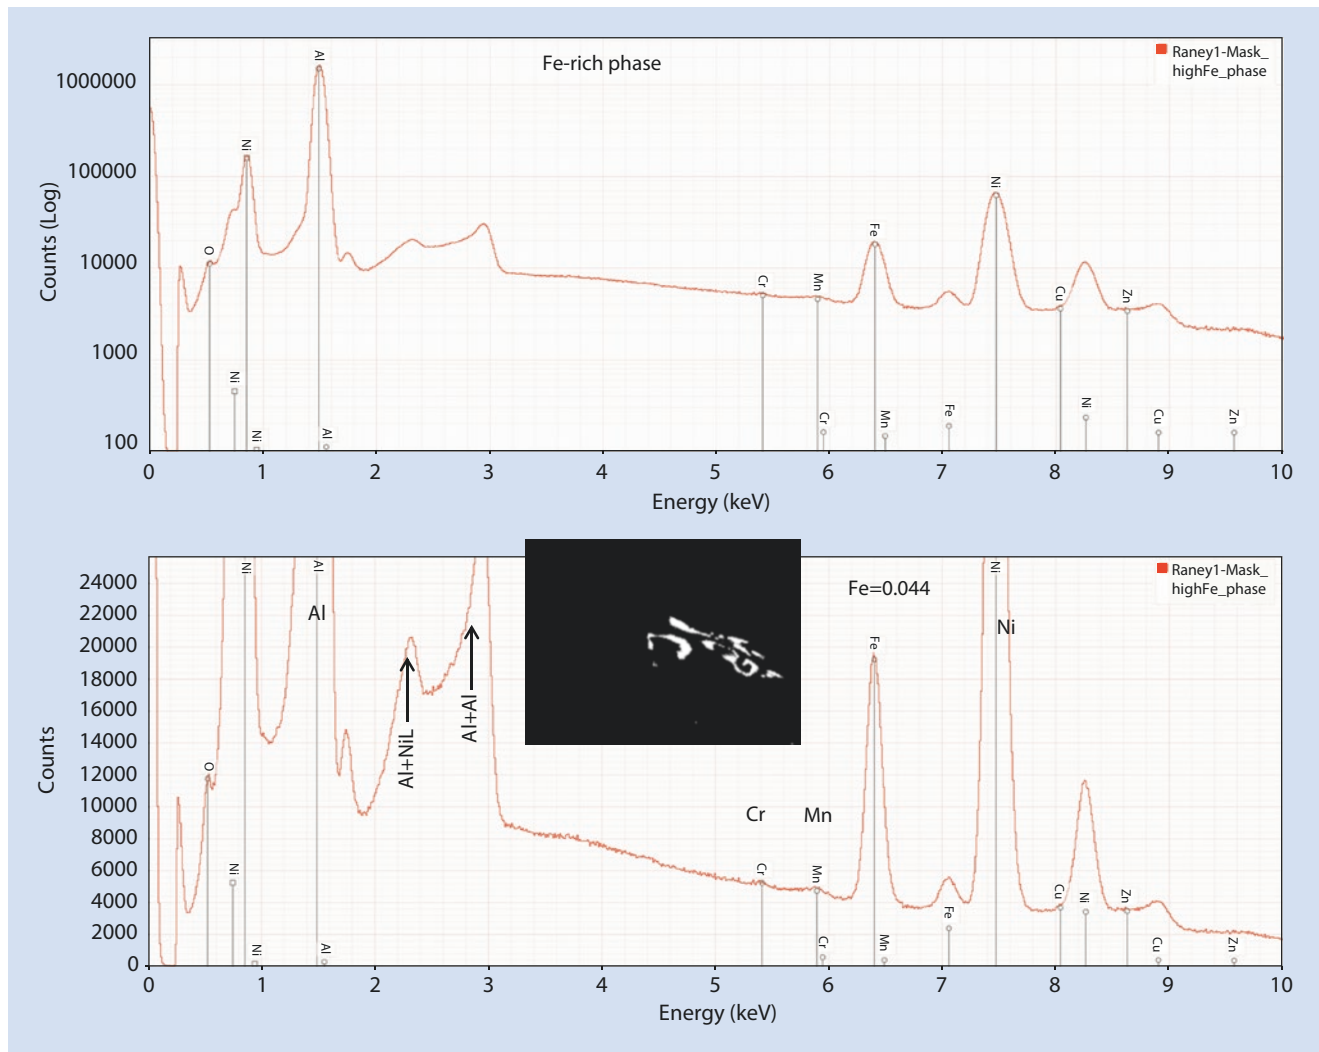 Fe-rich phase
Raney1-Mask_
highFe_phase
Counts (Log)
1000000
100000
10000
1000
100
Al
Ni
O
Ni
Ni
Al
Cr
Mn
Cr
Fe
Mn
Fe
Ni
Cu
Ni
Zn
Cu
Zn
0 1 2 3 4 5 6 7 8 9 10
Energy (keV)
Raney1-Mask_
highFe_phase
Fe=0.044
Counts
24000
22000
20000
18000
16000
14000
12000
10000
8000
6000
4000
2000
0
Ni
Al
Al
O
Ni
Ni
Al
Al+NiL
Al+Al
Cr
Mn
Cr
Mn
Cr
Fe
Mn
Fe
Ni
Ni
Cu
Ni
Zn
Cu
Zn
0 1 2 3 4 5 6 7 8 9 10
Energy (keV)